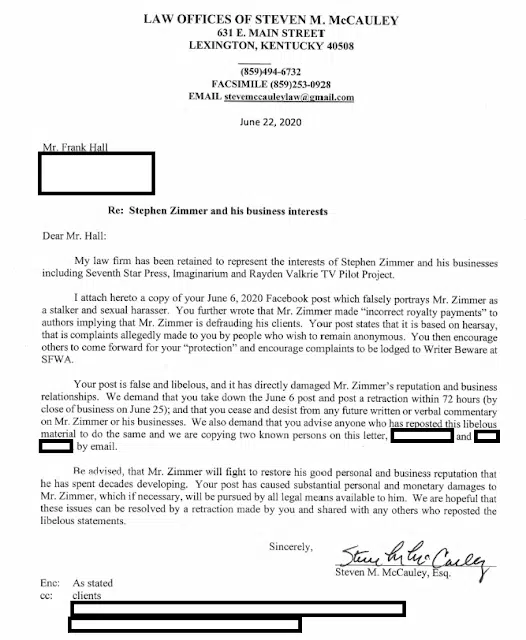 LAW OFFICES OF STEVEN M. McCAULEY
631 E. MAIN STREET
LEXINGTON, KENTUCKY 40508
(859)494-6732
FACSIMILE (859)253-0928
EMAIL stevemccauleylaw@gmail.com
June 22, 2020
Mr. Frank Hall
Re: Stephen Zimmer and his business interests
Dear Mr. Hall:
My law firm has been retained to represent the interests of Stephen Zimmer and his businesses
including Seventh Star Press, Imaginarium and Rayden Valkrie TV Pilot Project.
I attach hereto a copy of your June 6, 2020 Facebook post which falsely portrays Mr. Zimmer as
a stalker and sexual harasser. You further wrote that Mr. Zimmer made "incorrect royalty payments" to
authors implying that Mr. Zimmer is defrauding his clients. Your post states that it is based on hearsay,
that is complaints allegedly made to you by people who wish to remain anonymous. You then encourage
others to come forward for your "protection" and encourage complaints to be lodged to Writer Beware at
SFWA.
Your post is false and libelous, and it has directly damaged Mr. Zimmer's reputation and business
relationships. We demand that you take down the June 6 post and post a retraction within 72 hours (by
close of business on June 25); and that you cease and desist from any future written or verbal commentary
on Mr. Zimmer or his businesses. We also demand that you advise anyone who has reposted this libelous
material to do the same and we are copying two known persons on this letter, and
by email.
Be advised, that Mr. Zimmer will fight to restore his good personal and business reputation that
he has spent decades developing. Your post has caused substantial personal and monetary damages to
Mr. Zimmer, which if necessary, will be pursued by all legal means available to him. We are hopeful that
these issues can be resolved by a retraction made by you and shared with any others who reposted the
libelous statements.
Sincerely,
Steven M. McCauley
Steven M. McCauley, Esq.
Enc: As stated
cc: clients